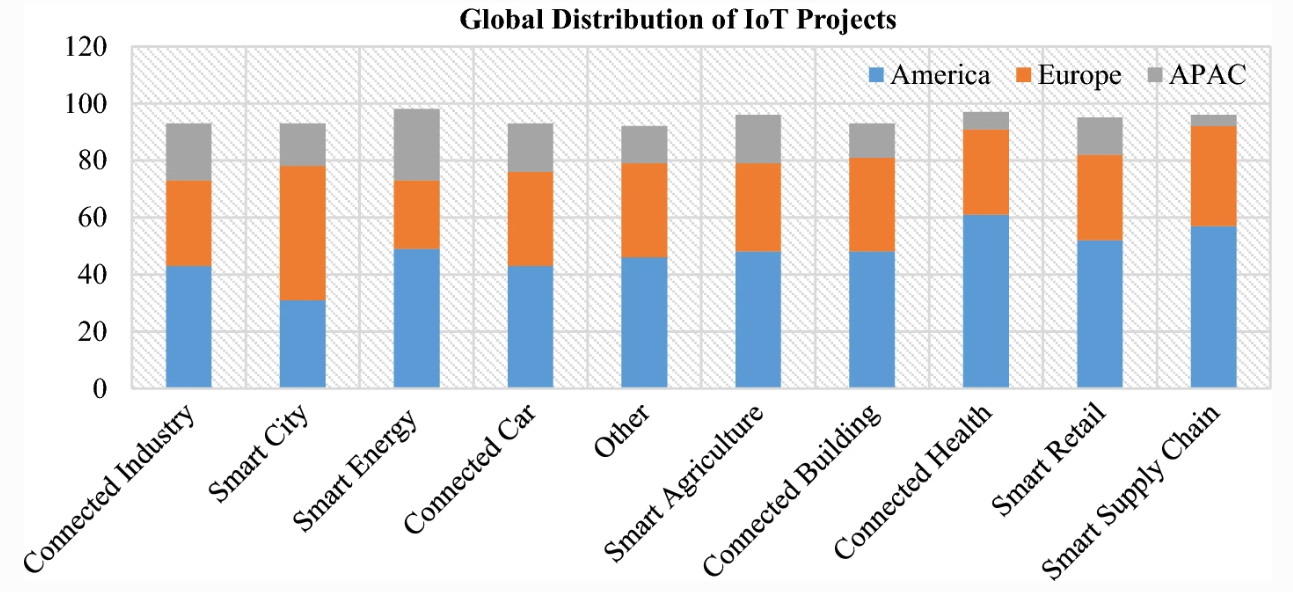 Global Distribution of IoT Projects
120
100
80
60
40
20
0
America Europe APAC
Connected Industry
Smart City
Smart Energy
Connected Car
Other
Smart Agriculture
Connected Building
Connected Health
Smart Retail
Smart Supply Chain